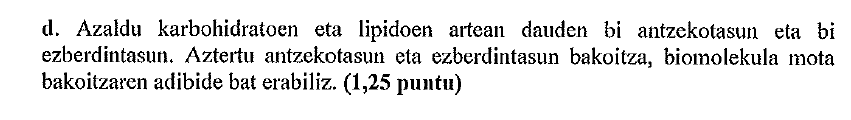 d. Azaldu karbohidratoen eta lipidoen artean dauden bi antzekotasun eta bi
ezberdintasun. Aztertu antzekotasun eta ezberdintasun bakoitza, biomolekula mota
bakoitzaren adibide bat erabiliz. (1,25 puntu)